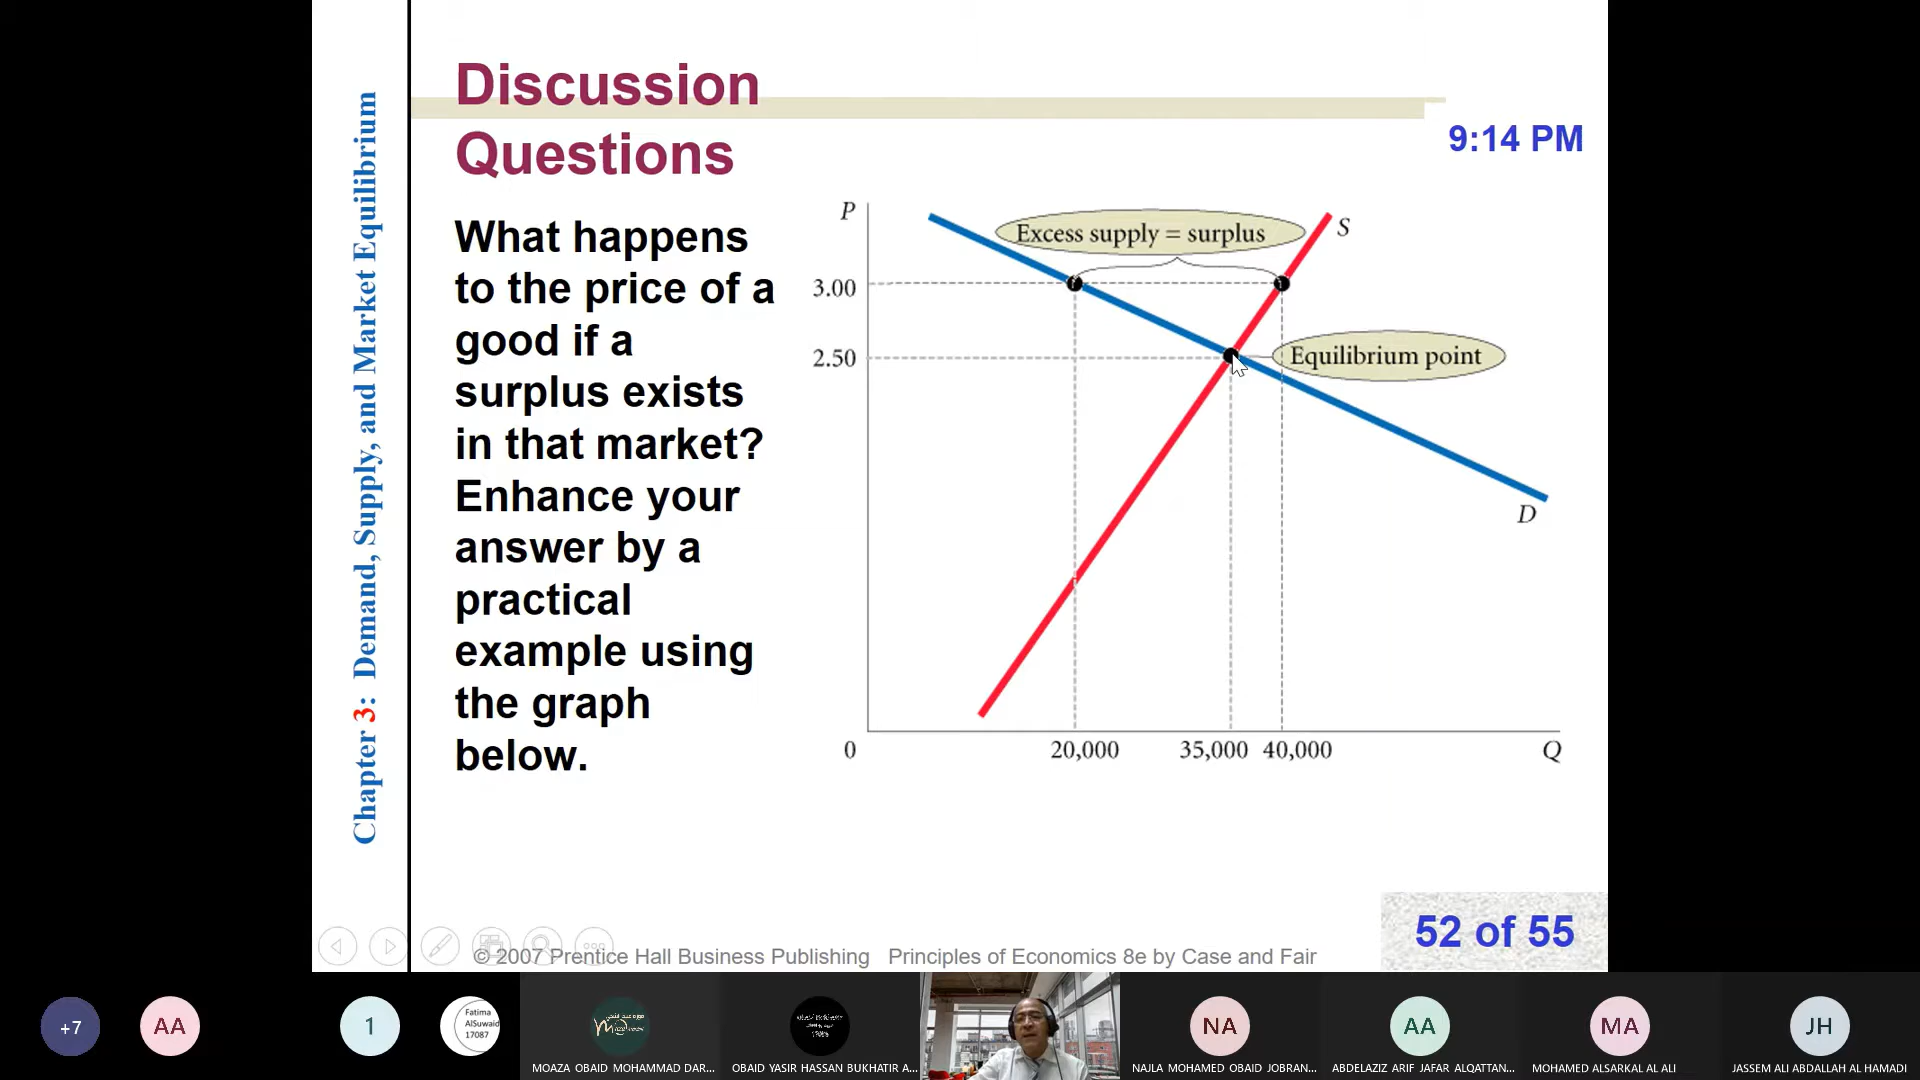 Discussion
Questions
9:14 PM
Chapter 3: Demand, Supply, and Market Equilibrium
What happens
to the price of a
good if a
surplus exists
in that market?
Enhance your
answer by a
practical
example using
the graph
below.
P
Excess supply = surplus
S
3.00
2.50
Equilibrium point
D
0
20,000
35,000
40,000
Q
52 of 55
© 2007 Prentice Hall Business Publishing Principles of Economics 8e by Case and Fair
+7
AA
1
Fatima
AlSuwaid
17087
NA
AA
MA
JH
MOAZA OBAID MOHAMMAD DAR...
OBAID YASIR HASSAN BUKHATIR A...
NAJLA MOHAMED OBAID JOBRAN...
ABDELAZIZ ARIF JAFAR ALQATTAN...
MOHAMED ALSARKAL AL ALI
JASSEM ALI ABDALLAH AL HAMADI